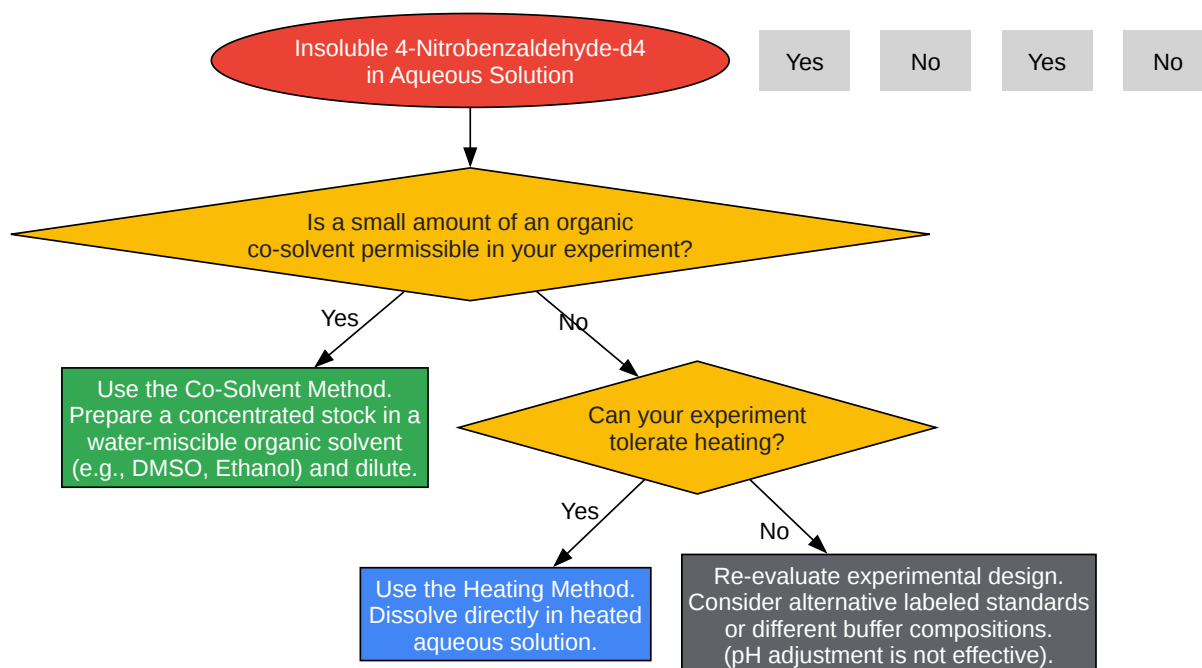 Insoluble 4-Nitrobenzaldehyde-d4
in Aqueous Solution
Yes
No
Yes
No
Is a small amount of an organic
co-solvent permissible in your experiment?
Yes
No
Use the Co-Solvent Method.
Prepare a concentrated stock in a
water-miscible organic solvent
(e.g., DMSO, Ethanol) and dilute.
Can your experiment
tolerate heating?
Yes
No
Use the Heating Method.
Dissolve directly in heated
aqueous solution.
Re-evaluate experimental design.
Consider alternative labeled standards
or different buffer compositions.
(pH adjustment is not effective).